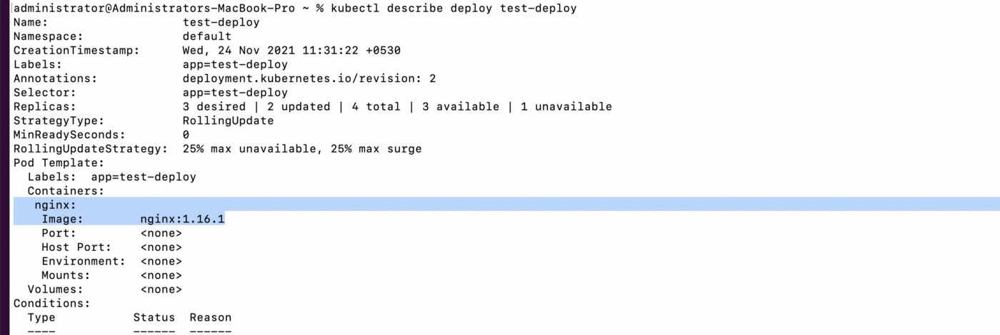 [administrator@Administrators-MacBook-Pro ~ % kubectl describe deploy test-deploy
Name:                   test-deploy
Namespace:              default
CreationTimestamp:      Wed, 24 Nov 2021 11:31:22 +0530
Labels:                 app=test-deploy
Annotations:            deployment.kubernetes.io/revision: 2
Selector:               app=test-deploy
Replicas:               3 desired | 2 updated | 4 total | 3 available | 1 unavailable
StrategyType:           RollingUpdate
MinReadySeconds:        0
RollingUpdateStrategy:  25% max unavailable, 25% max surge
Pod Template:
  Labels:  app=test-deploy
  Containers:
   nginx:
    Image:        nginx:1.16.1
    Port:         <none>
    Host Port:    <none>
    Environment:  <none>
    Mounts:       <none>
  Volumes:        <none>
Conditions:
  Type           Status  Reason
  ----           ------  ------